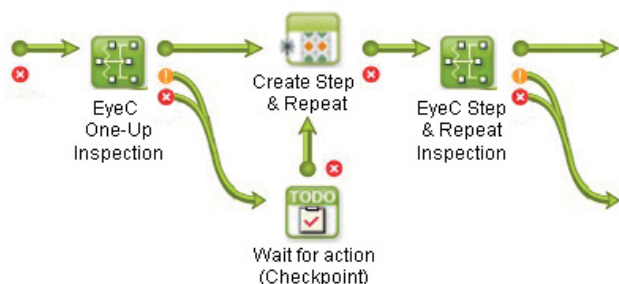 EyeC
One-Up
Inspection
Create Step
& Repeat
EyeC Step
& Repeat
Inspection
TODO
Wait for action
(Checkpoint)